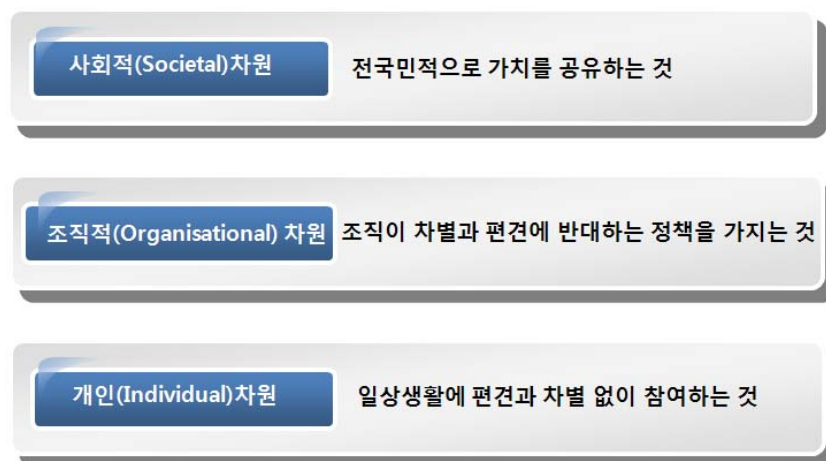 사회적(Societal)차원 전국민적으로 가치를 공유하는 것
조직적(Organisational) 차원 조직이 차별과 편견에 반대하는 정책을 가지는 것
개인(Individual)차원 일상생활에 편견과 차별 없이 참여하는 것